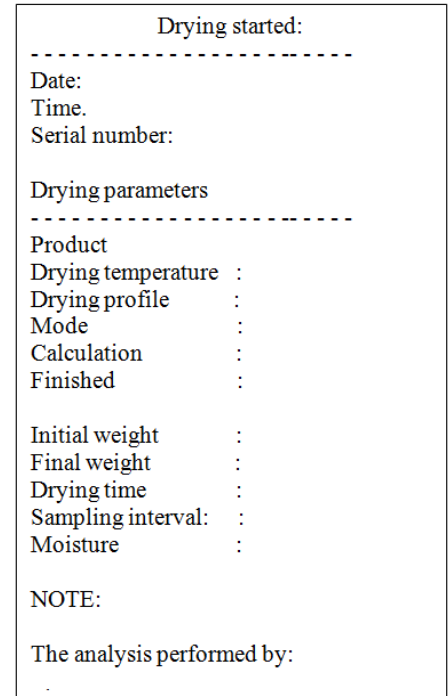 Drying started:
- - - - - - - - - - - - - - - - - - - -- - - - -
Date:
Time.
Serial number:
Drying parameters
- - - - - - - - - - - - - - - - - - - -- - - - -
Product
Drying temperature :
Drying profile :
Mode :
Calculation :
Finished :
Initial weight :
Final weight :
Drying time :
Sampling interval: :
Moisture :
NOTE:
The analysis performed by: